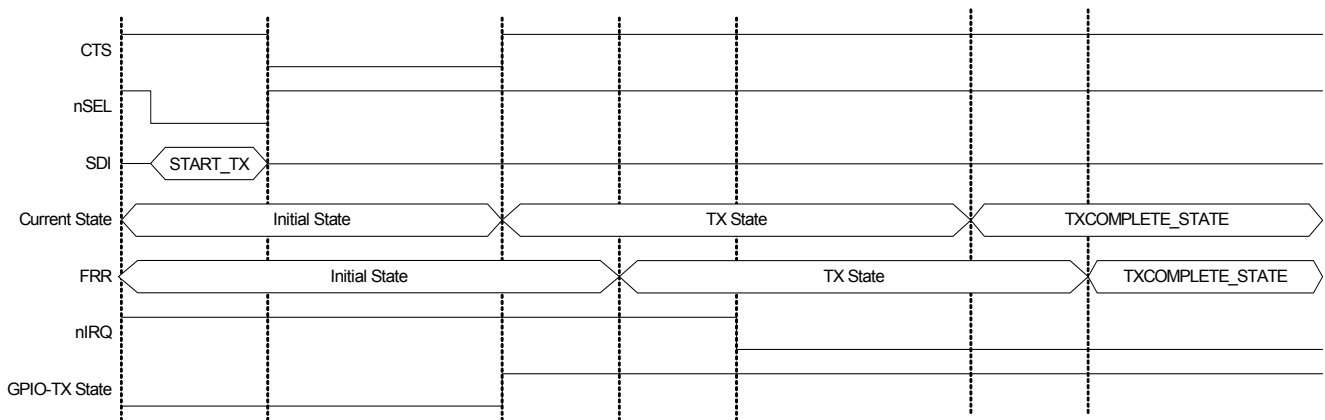 CTS
nSEL
SDI START_TX
Current State Initial State TX State TXCOMPLETE_STATE
FRR Initial State TX State TXCOMPLETE_STATE
nIRQ
GPIO-TX State